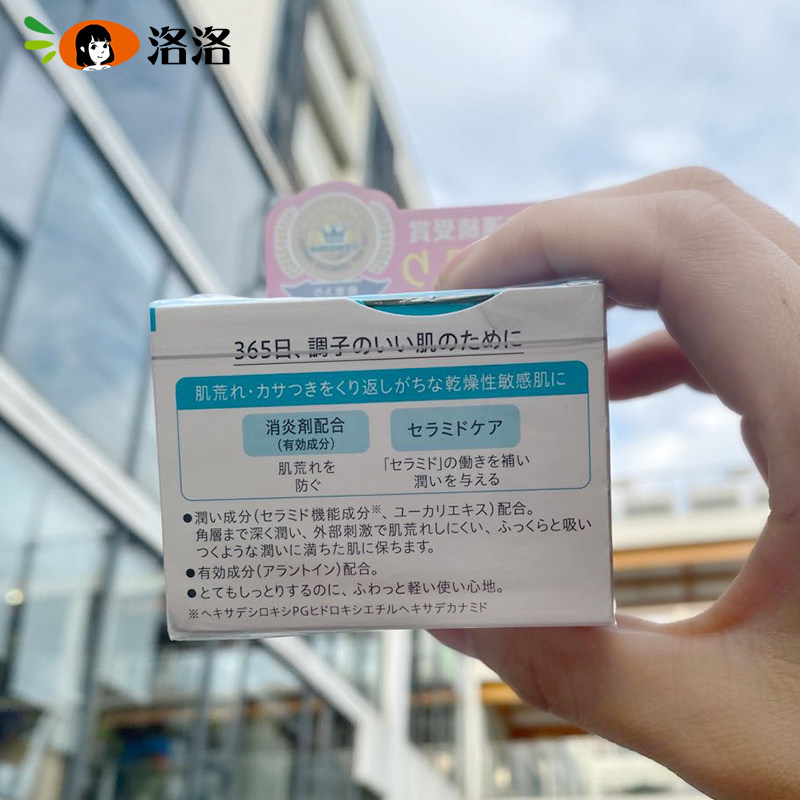 洛洛
連続受賞
365日、調子のいい肌のために
肌荒れ・カサつきをくり返しがちな乾燥性敏感肌に
消炎剤配合
(有効成分)
肌荒れを
防ぐ
セラミドケア
「セラミド」の働きを補い
潤いを与える
●潤い成分(セラミド機能成分※、ユーカリエキス)配合。
角層まで深く潤い、外部刺激で肌荒れしにくい、ふっくらと吸い
つくような潤いに満ちた肌に保ちます。
●有効成分(アラントイン)配合。
●とてもしっとりするのに、ふわっと軽い使い心地。
※ヘキサデシロキシPGヒドロキシエチルヘキサデカナミド